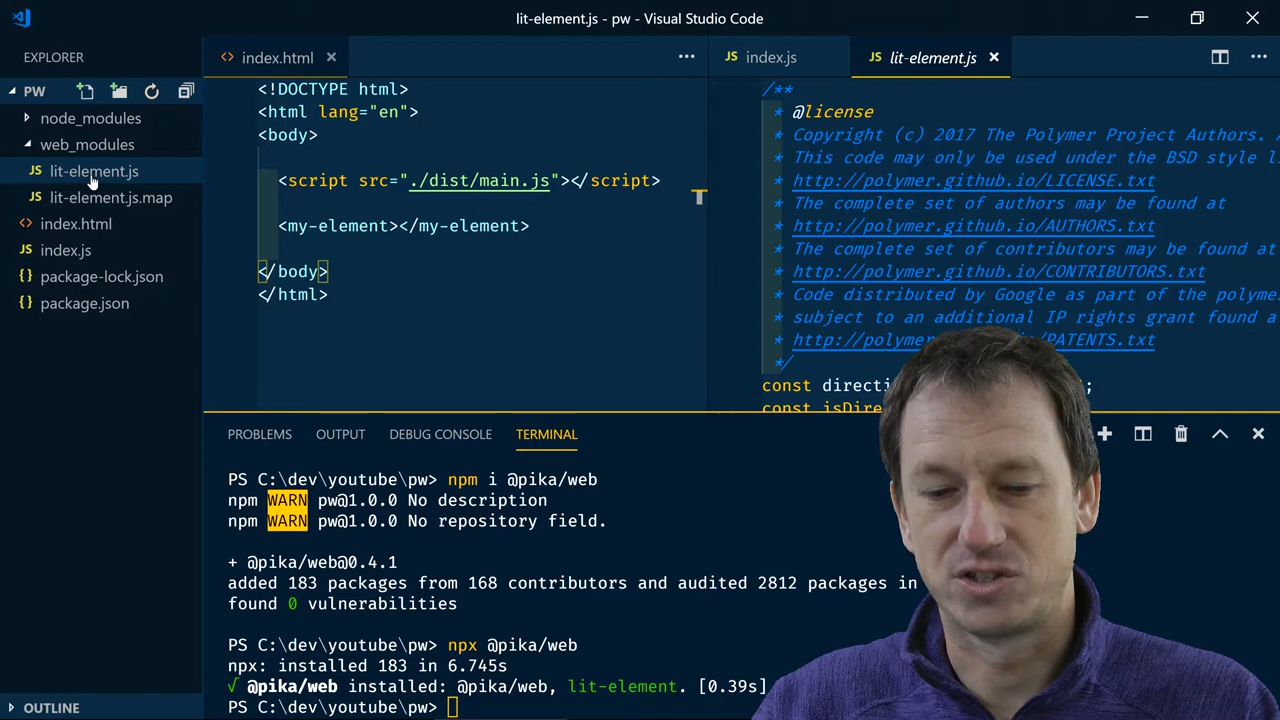 lit-element.js - pw - Visual Studio Code
EXPLORER
PW
node_modules
web_modules
JS lit-element.js
lit-element.js.map
<> index.html
JS index.js
{} package-lock.json
{} package.json
OUTLINE
<> index.html
<!DOCTYPE html>
<html lang="en">
<body>
<script src="./dist/main.js"></script>
<my-element></my-element>
</body>
</html>
JS index.js
JS lit-element.js
/**
* @license
* Copyright (c) 2017 The Polymer Project Authors.
* This code may only be used under the BSD style
* http://polymer.github.io/LICENSE.txt
* The complete set of authors may be found at
* http://polymer.github.io/AUTHORS.txt
* The complete set of contributors may be found at
* http://polymer.github.io/CONTRIBUTORS.txt
* Code distributed by Google as part of the polymer
* subject to an additional IP rights grant found
* http://polymer.github.io/PATENTS.txt
*/
const
const
PROBLEMS OUTPUT DEBUG CONSOLE TERMINAL
PS C:\dev\youtube\pw> npm i @pika/web
npm WARN pw@1.0.0 No description
npm WARN pw@1.0.0 No repository field.
+ @pika/web@0.4.1
added 183 packages from 168 contributors and audited 2812 packages in
found 0 vulnerabilities
PS C:\dev\youtube\pw> npx @pika/web
npx: installed 183 in 6.745s
√ @pika/web installed: @pika/web, lit-element. [0.39s]
PS C:\dev\youtube\pw>